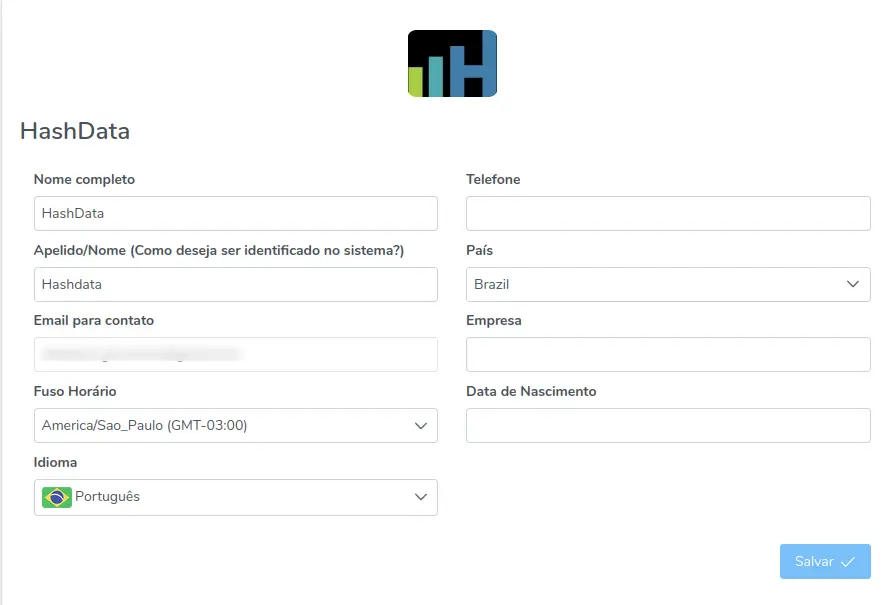 HashData
Nome completo
HashData
Telefone
Apelido/Nome (Como deseja ser identificado no sistema?)
Hashdata
País
Brazil
Email para contato
Empresa
Fuso Horário
America/Sao_Paulo (GMT-03:00)
Data de Nascimento
Idioma
Português
Salvar